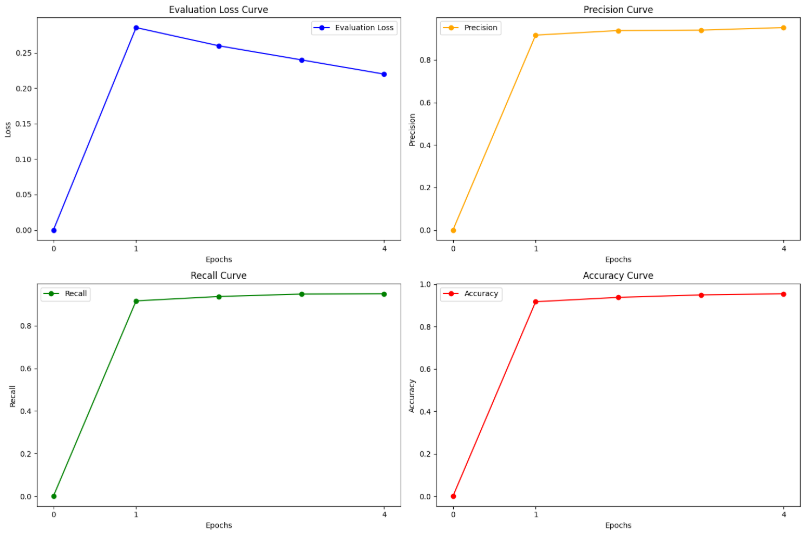 Evaluation Loss Curve
Evaluation Loss
0.25
0.20
0.15
0.10
0.05
0.00
Loss
0 1 4
Epochs
Precision Curve
Precision
0.8
0.6
0.4
0.2
0.0
Precision
0 1 4
Epochs
Recall Curve
Recall
0.8
0.6
0.4
0.2
0.0
Recall
0 1 4
Epochs
Accuracy Curve
Accuracy
1.0
0.8
0.6
0.4
0.2
0.0
Accuracy
0 1 4
Epochs